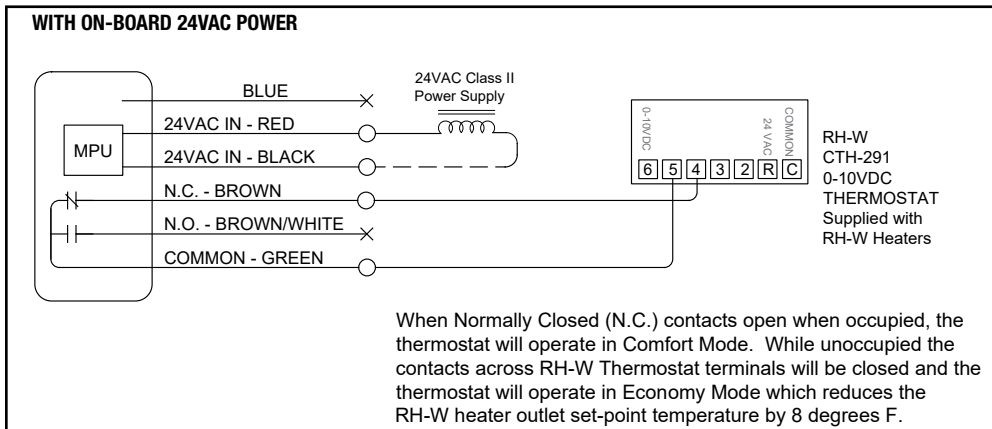 WITH ON-BOARD 24VAC POWER
BLUE
24VAC Class II
Power Supply
24VAC IN - RED
MPU
24VAC IN - BLACK
N.C. - BROWN
N.O. - BROWN/WHITE
COMMON - GREEN
0-10VDC
24 VAC
COMMON
6 5 4 3 2 R C
RH-W
CTH-291
0-10VDC
THERMOSTAT
Supplied with
RH-W Heaters
When Normally Closed (N.C.) contacts open when occupied, the
thermostat will operate in Comfort Mode. While unoccupied the
contacts across RH-W Thermostat terminals will be closed and the
thermostat will operate in Economy Mode which reduces the
RH-W heater outlet set-point temperature by 8 degrees F.